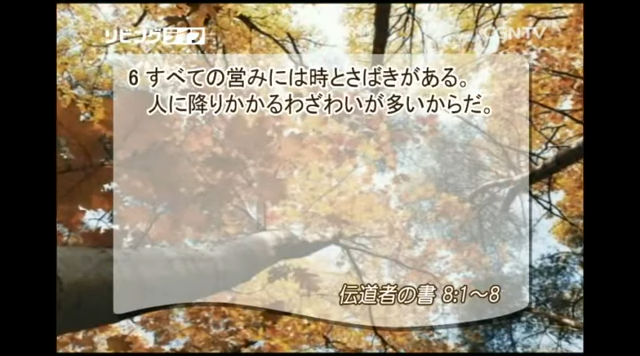 リビングライフ
CGNTV
6 すべての営みには時とさばきがある。
人に降りかかるわざわいが多いからだ。
伝道者の書 8:1～8